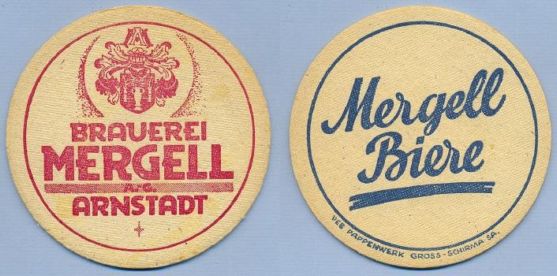 BRAUEREI
MERGELL
A.G.
ARNSTADT
Mergell
Biere
VEB PAPPENWERK GROSS-SCHIRMA SA.